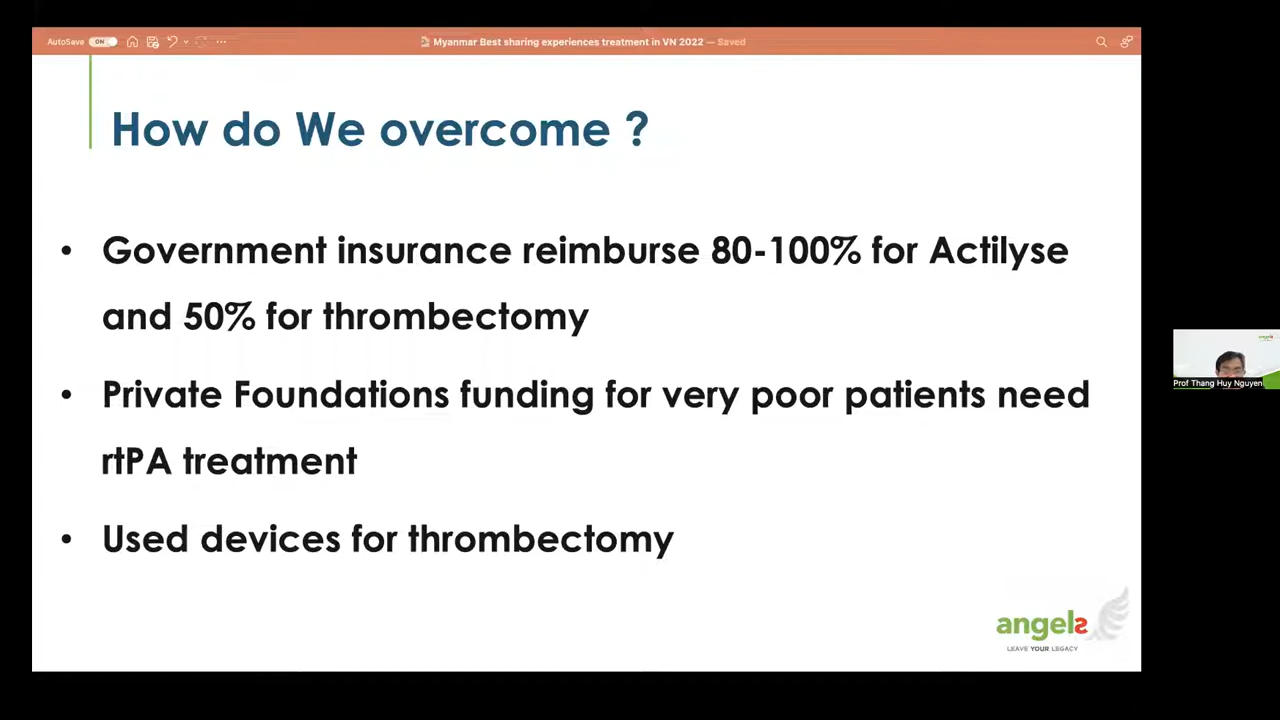 AutoSave ON
Myanmar Best sharing experiences treatment in VN 2022 — Saved
How do We overcome ?
• Government insurance reimburse 80-100% for Actilyse
and 50% for thrombectomy
• Private Foundations funding for very poor patients need
rtPA treatment
• Used devices for thrombectomy
angels
LEAVE YOUR LEGACY
angels
Prof Thang Huy Nguyen